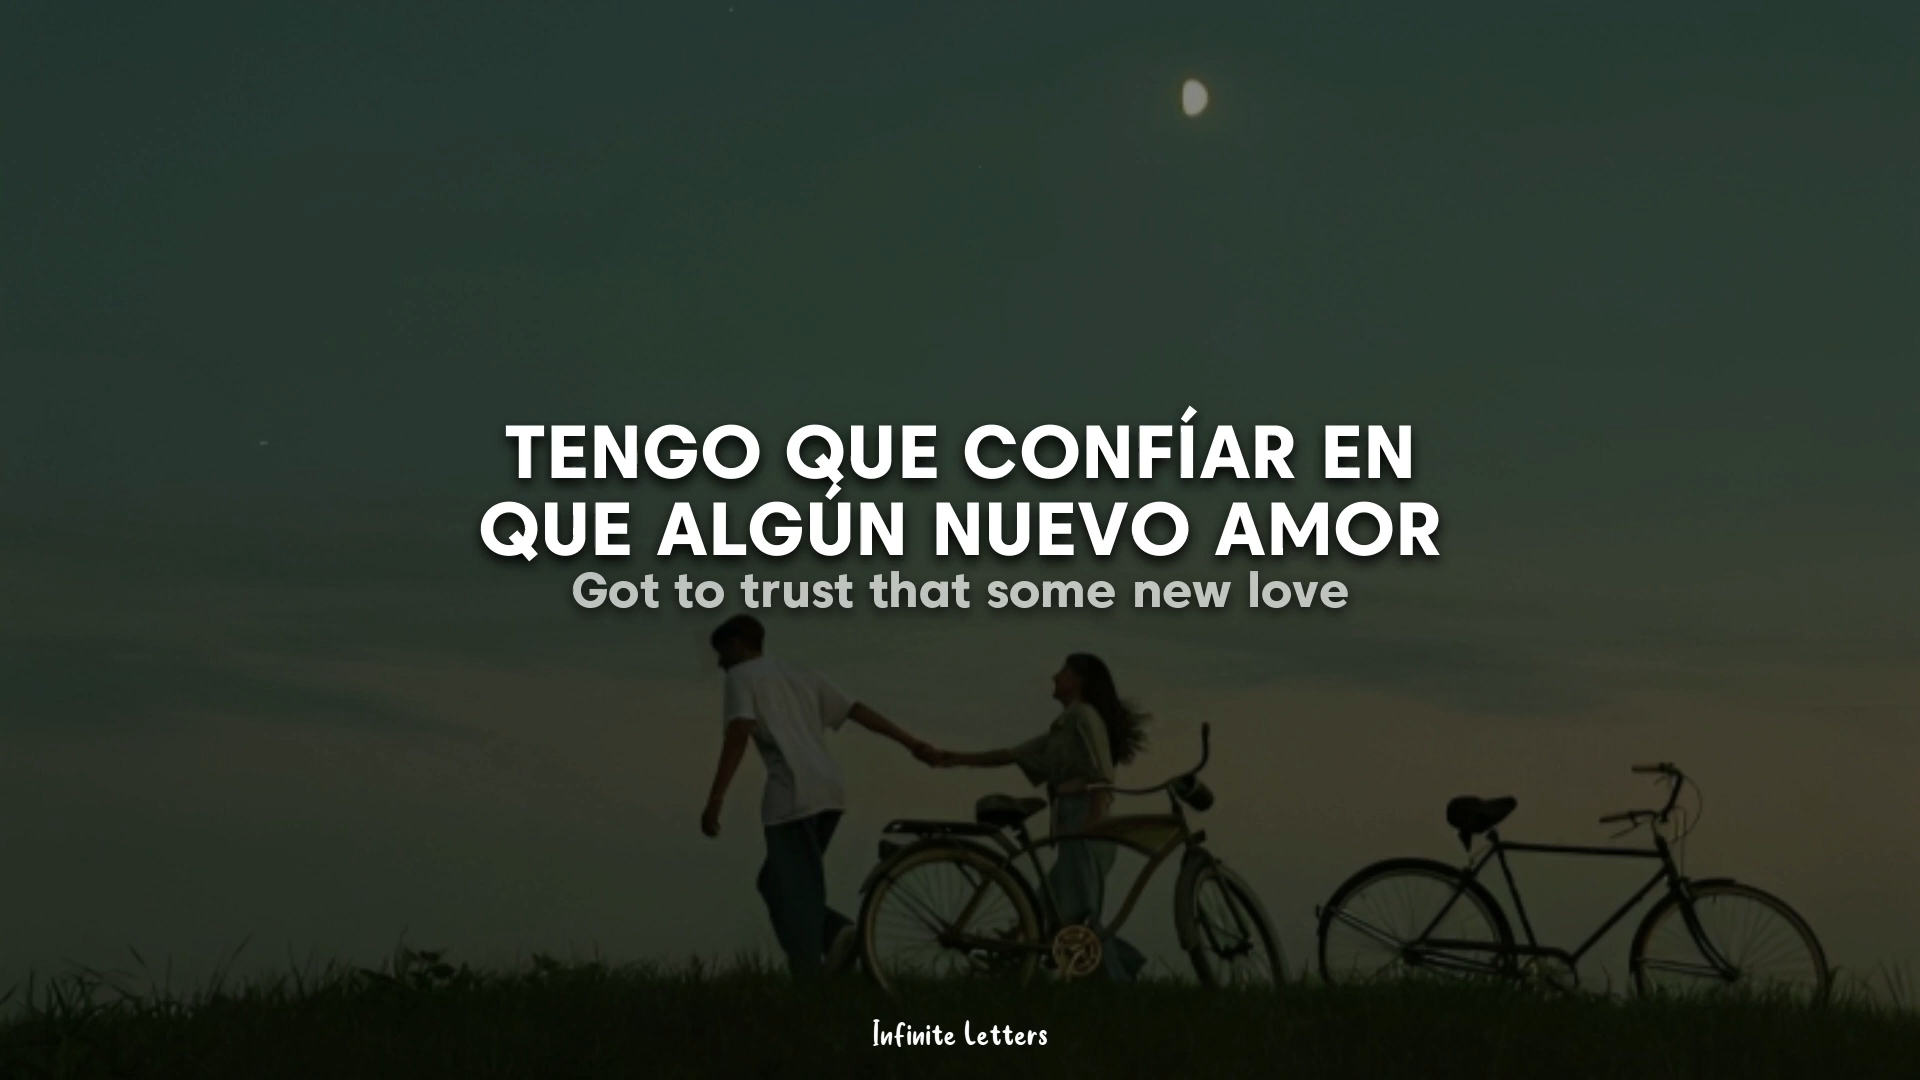 TENGO QUE CONFÍAR EN
QUE ALGÚN NUEVO AMOR
Got to trust that some new love
Infinite Letters